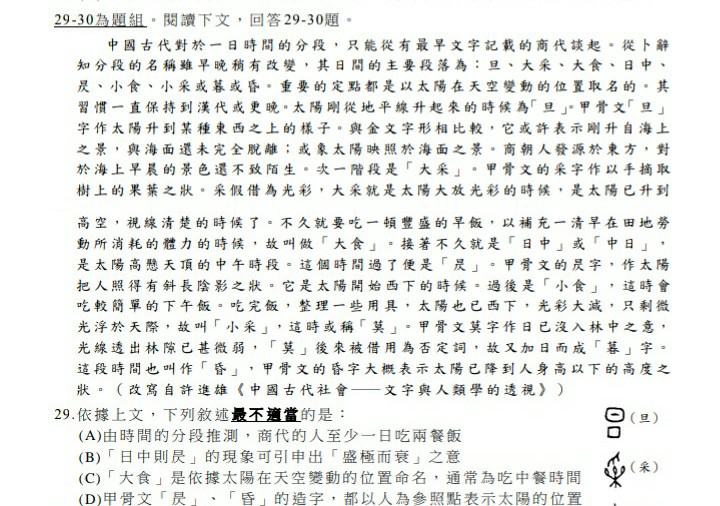 29-30為題組。閱讀下文，回答29-30題。
中國古代對於一日時間的分段，只能從有最早文字記載的商代談起。從卜辭
知分段的名稱雖早晚稍有改變，其日間的主要段落為：旦、大采、大食、日中、
昃、小食、小采或暮或昏。重要的定點都是以太陽在天空變動的位置取名的。其
習慣一直保持到漢代或更晚。太陽剛從地平線升起來的時候為「旦」。甲骨文「旦」
字作太陽升到某種東西之上的樣子。與金文字形相比較，它或許表示剛升自海上
之景，與海面還未完全脫離；或象太陽映照於海面之景。商朝人發源於東方，對
於海上早晨的景色還不致陌生。次一階段是「大采」。甲骨文的采字作以手摘取
樹上的果葉之狀。采假借為光彩，大采就是太陽大放光彩的時候，是太陽已升到
高空，視線清楚的時候了。不久就要吃一頓豐盛的早飯，以補充一清早在田地勞
動所消耗的體力的時候，故叫做「大食」。接著不久就是「日中」或「中日」，
是太陽高懸天頂的中午時段。這個時間過了便是「昃」。甲骨文的昃字，作太陽
把人照得有斜長陰影之狀。它是太陽開始西下的時候。過後是「小食」，這時會
吃較簡單的下午飯。吃完飯，整理一些用具，太陽也已西下，光彩大減，只剩微
光浮於天際，故叫「小采」，這時或稱「莫」。甲骨文莫字作日已沒入林中之意，
光線透出林隙已甚微弱，「莫」後來被借用為否定詞，故又加日而成「暮」字。
這段時間也叫作「昏」，甲骨文的昏字大概表示太陽已降到人身高以下的高度之
狀。（改寫自許進雄《中國古代社會──文字與人類學的透視》）
29.依據上文，下列敘述最不適當的是：
(A)由時間的分段推測，商代的人至少一日吃兩餐飯
(B)「日中則昃」的現象可引申出「盛極而衰」之意
(C)「大食」是依據太陽在天空變動的位置命名，通常為吃中餐時間
(D)甲骨文「昃」、「昏」的造字，都以人為參照點表示太陽的位置
（旦）
（采）